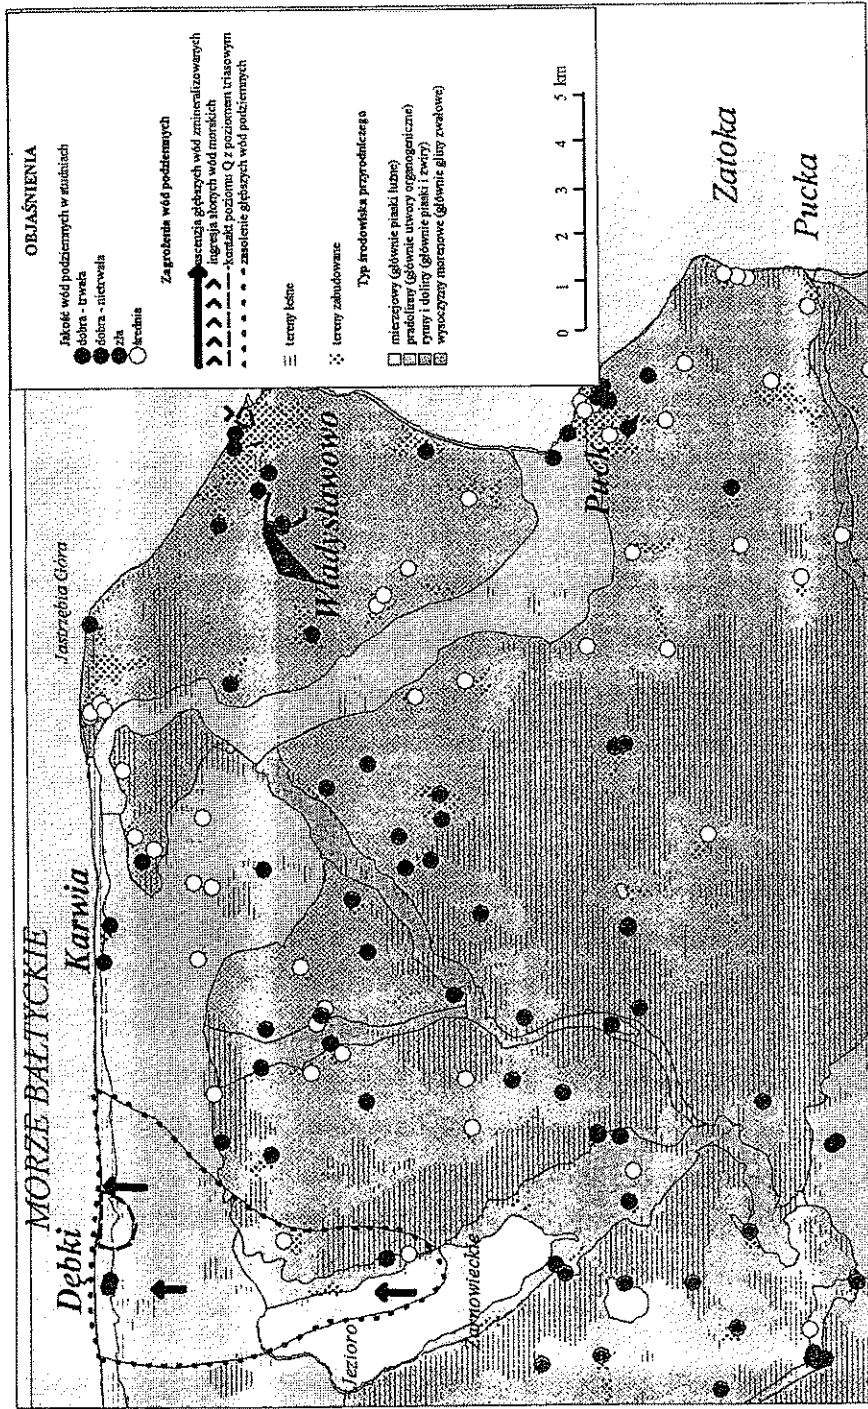 OBJAŚNIENIA
Jakość wód podziemnych w studniach
dobra - trwała
dobra - nietrwała
zła
średnia
Zagrożenia wód podziemnych
ascenzja głębszych wód zmineralizowanych
ingresja słonych wód morskich
kontakt poziomu Q z poziomem triasowym
zasolenie głębszych wód podziemnych
tereny leśne
tereny zabudowane
Typ środowiska przyrodniczego
mierzejowy (głównie piaski luźne)
pradoliny (głównie utwory organogeniczne)
rynny i doliny (głównie piaski i żwiry)
wysoczyzny morenowe (głównie gliny zwałowe)
0 1 2 3 4 5 km
MORZE BAŁTYCKIE
Dębki
Karwia
Jastrzębia Góra
Władysławowo
Puck
Zatoka
Pucka
Jezioro
Żarnowieckie